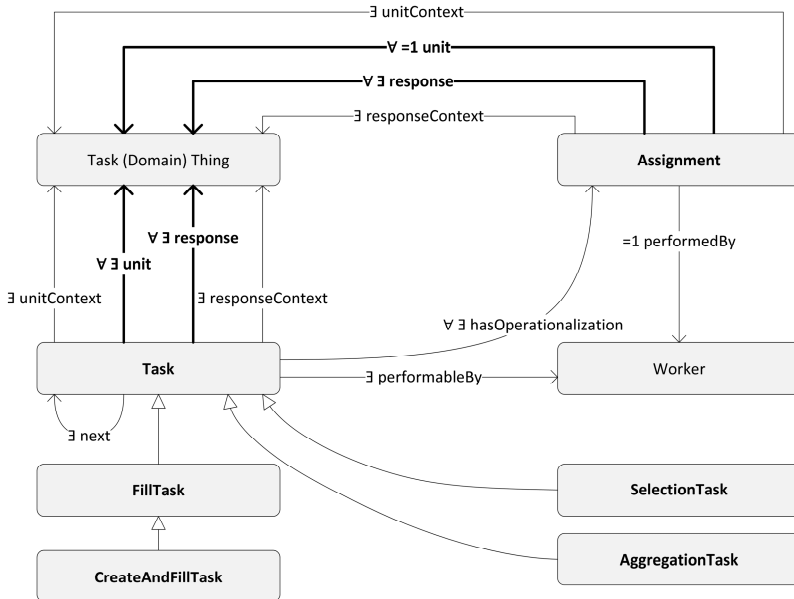 ∃ unitContext
∀ =1 unit
∀ ∃ response
∃ responseContext
Task (Domain) Thing
Assignment
∀ ∃ response
∀ ∃ unit
=1 performedBy
∃ unitContext
∃ responseContext
∀ ∃ hasOperationalization
Task
∃ performableBy
Worker
∃ next
FillTask
SelectionTask
AggregationTask
CreateAndFillTask